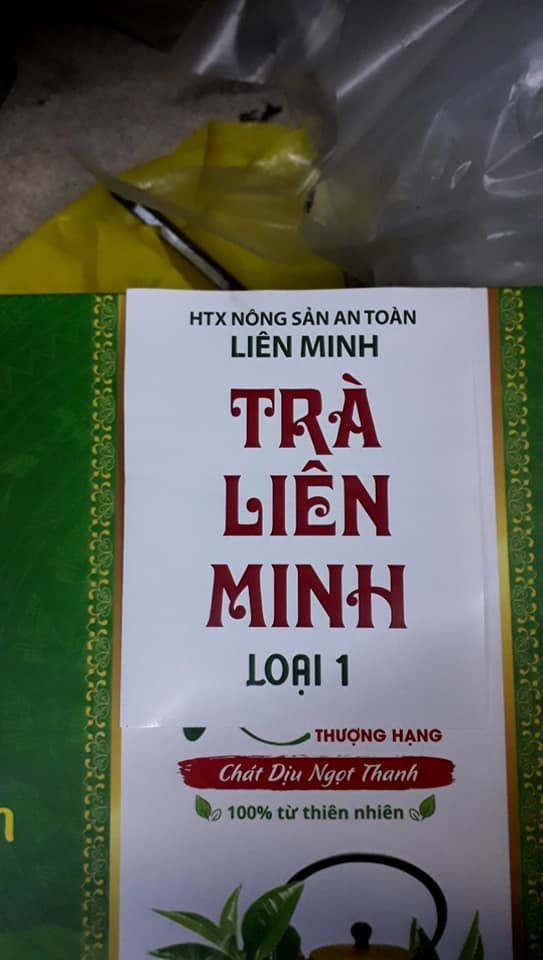 HTX NÔNG SẢN AN TOÀN
LIÊN MINH
TRÀ
LIÊN
MINH
LOẠI 1
THƯỢNG HẠNG
Chát Dịu Ngọt Thanh
100% từ thiên nhiên